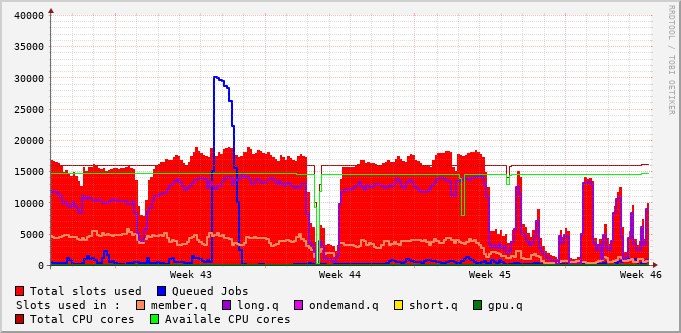 40000
35000
30000
25000
20000
15000
10000
5000
0
Week 43 Week 44 Week 45 Week 46
RRDTOOL / TOBI OETIKER
Total slots used Queued Jobs
Slots used in : member.q long.q ondemand.q short.q gpu.q
Total CPU cores Availale CPU cores